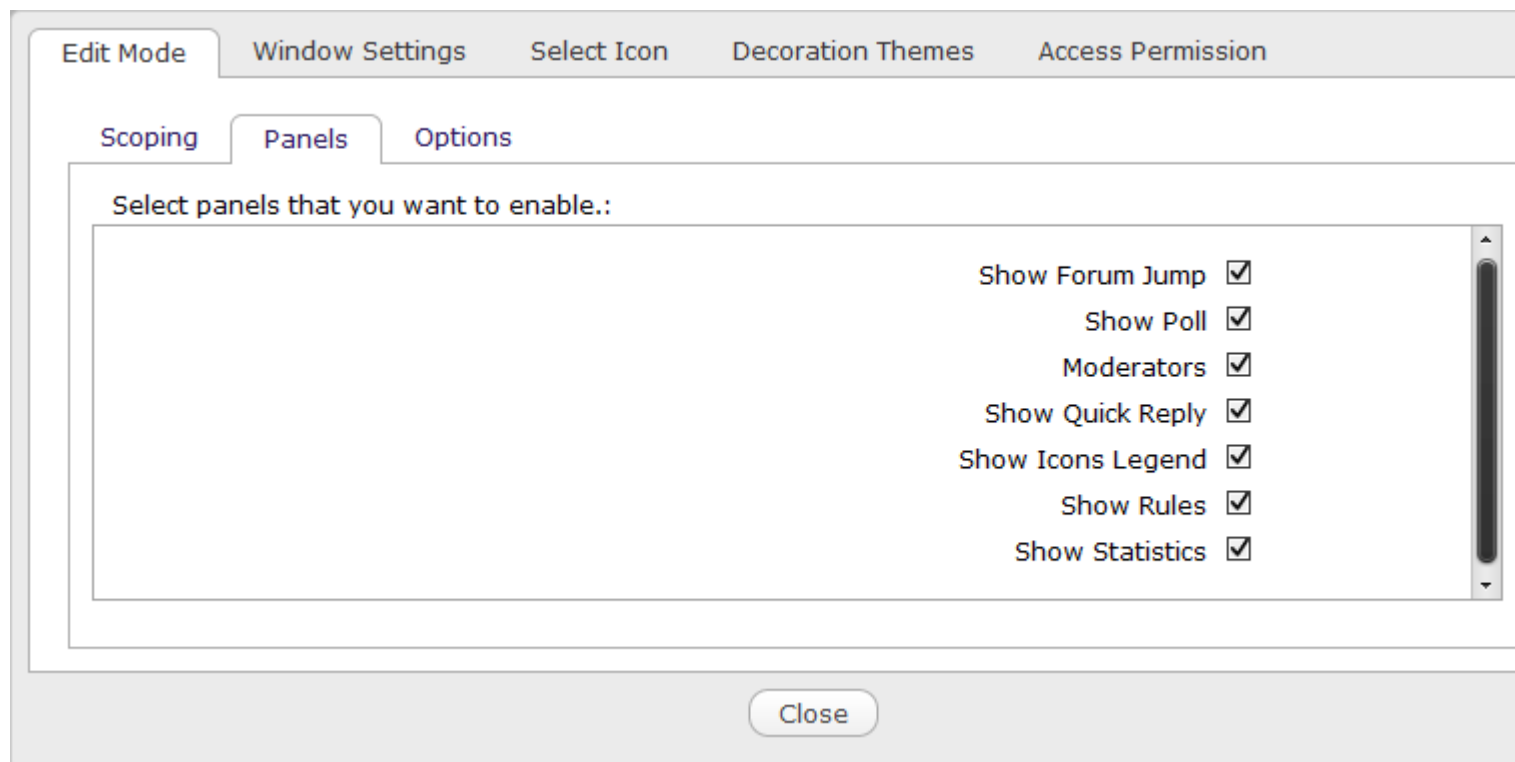 Edit Mode Window Settings Select Icon Decoration Themes Access Permission
Scoping Panels Options
Select panels that you want to enable.:
Show Forum Jump
Show Poll
Moderators
Show Quick Reply
Show Icons Legend
Show Rules
Show Statistics
Close